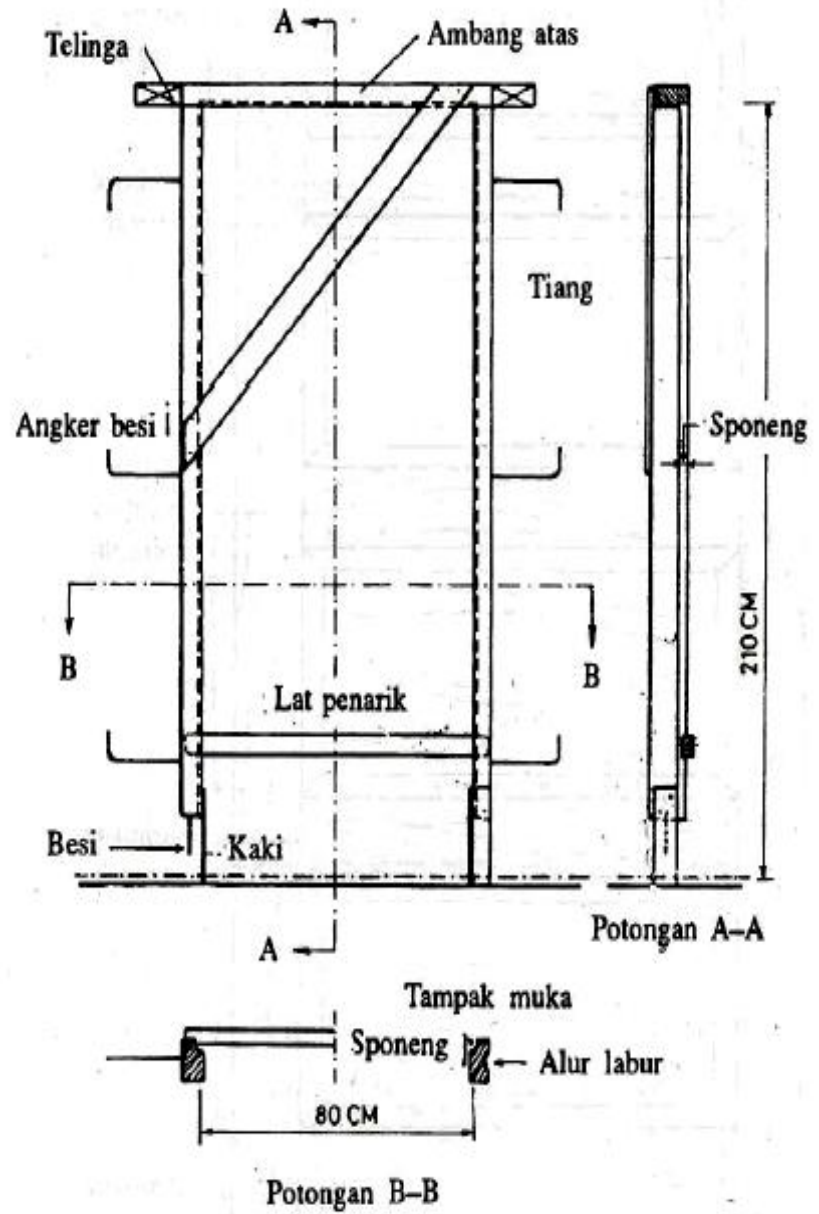 A
Telinga
Ambang atas
Tiang
Angker besi
Sponeng
210 CM
B
B
Lat penarik
Besi
Kaki
A
Potongan A–A
Tampak muka
Sponeng
Alur labur
80 CM
Potongan B–B